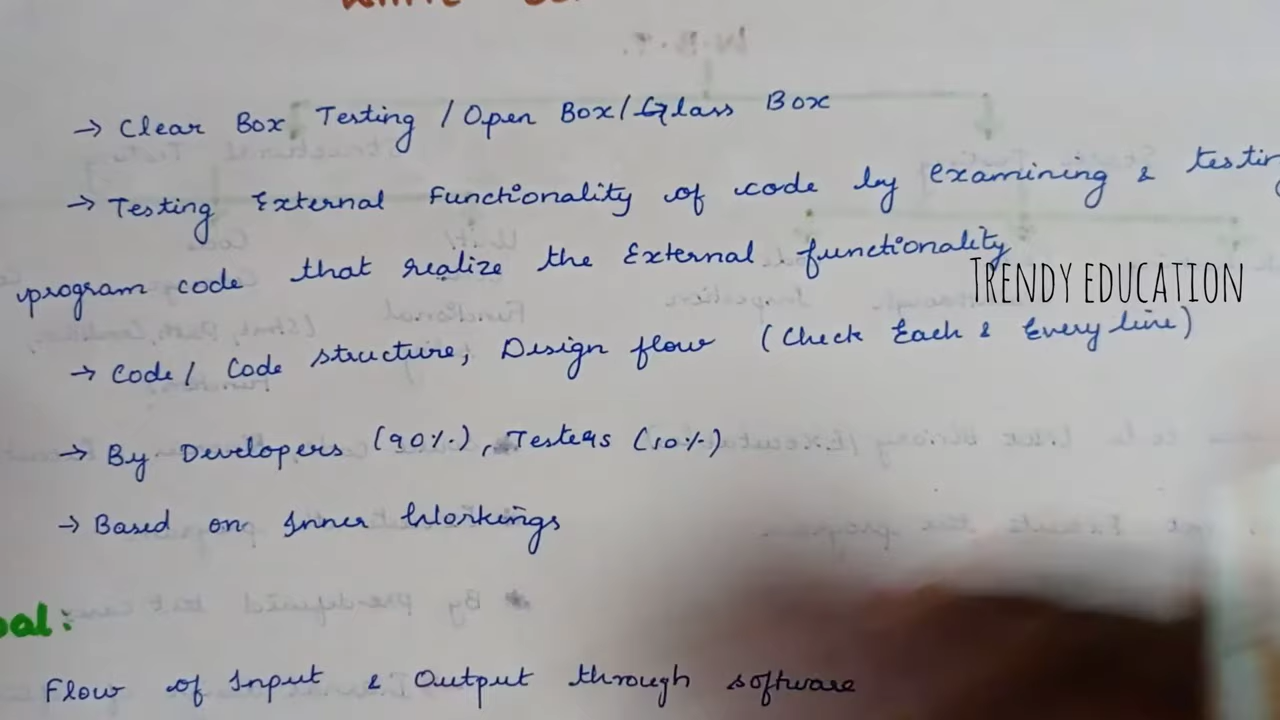 → Clear Box Testing / Open Box/Glass Box
→ Testing External Functionality of code by examining & testin
program code that realize the External functionality
TRENDY EDUCATION
→ Code / Code structure, Design flow (Check Each & Every line)
→ By Developers (90%), Testers (10%)
→ Based on Inner Workings
oal:
Flow of Input & Output through software